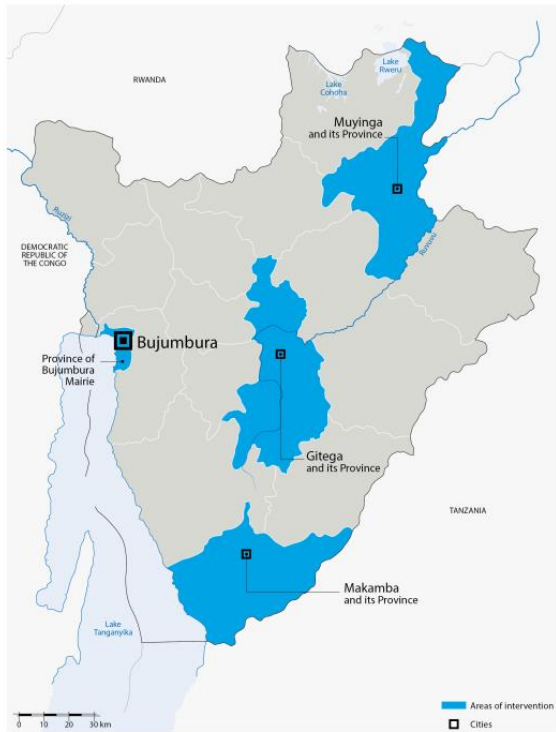 Lake
Rweru
RWANDA
Lake
Cohoha
Muyinga
and its Province
Rusizi
Ruvuvu
DEMOCRATIC
REPUBLIC OF
THE CONGO
Bujumbura
Province of
Bujumbura
Mairie
Gitega
and its Province
TANZANIA
Makamba
and its Province
Lake
Tanganyika
Areas of intervention
0 10 20 30 km
Cities